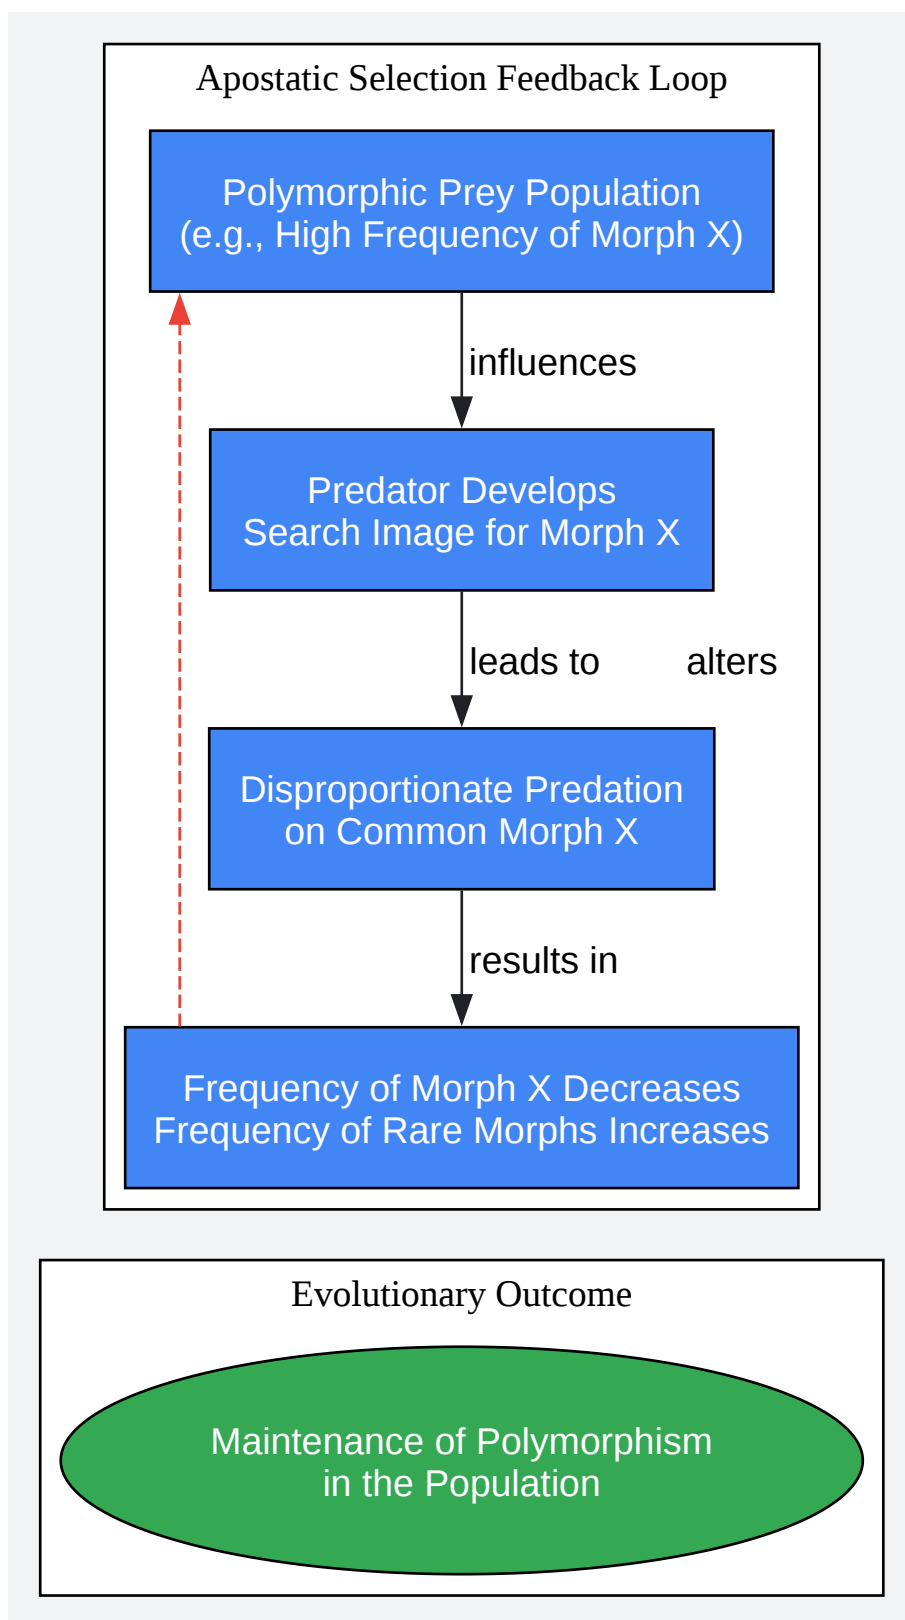 Apostatic Selection Feedback Loop
Polymorphic Prey Population
(e.g., High Frequency of Morph X)
influences
Predator Develops
Search Image for Morph X
leads to
alters
Disproportionate Predation
on Common Morph X
results in
Frequency of Morph X Decreases
Frequency of Rare Morphs Increases
Evolutionary Outcome
Maintenance of Polymorphism
in the Population